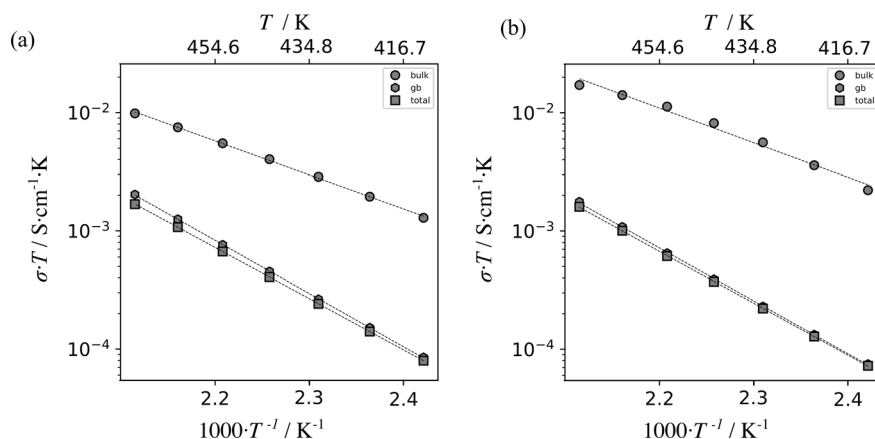 (a)
T / K
454.6 434.8 416.7
bulk
gb
total
10⁻²
10⁻³
10⁻⁴
σ·T / S·cm⁻¹·K
2.2 2.3 2.4
1000·T⁻¹ / K⁻¹
(b)
T / K
454.6 434.8 416.7
bulk
gb
total
10⁻²
10⁻³
10⁻⁴
σ·T / S·cm⁻¹·K
2.2 2.3 2.4
1000·T⁻¹ / K⁻¹